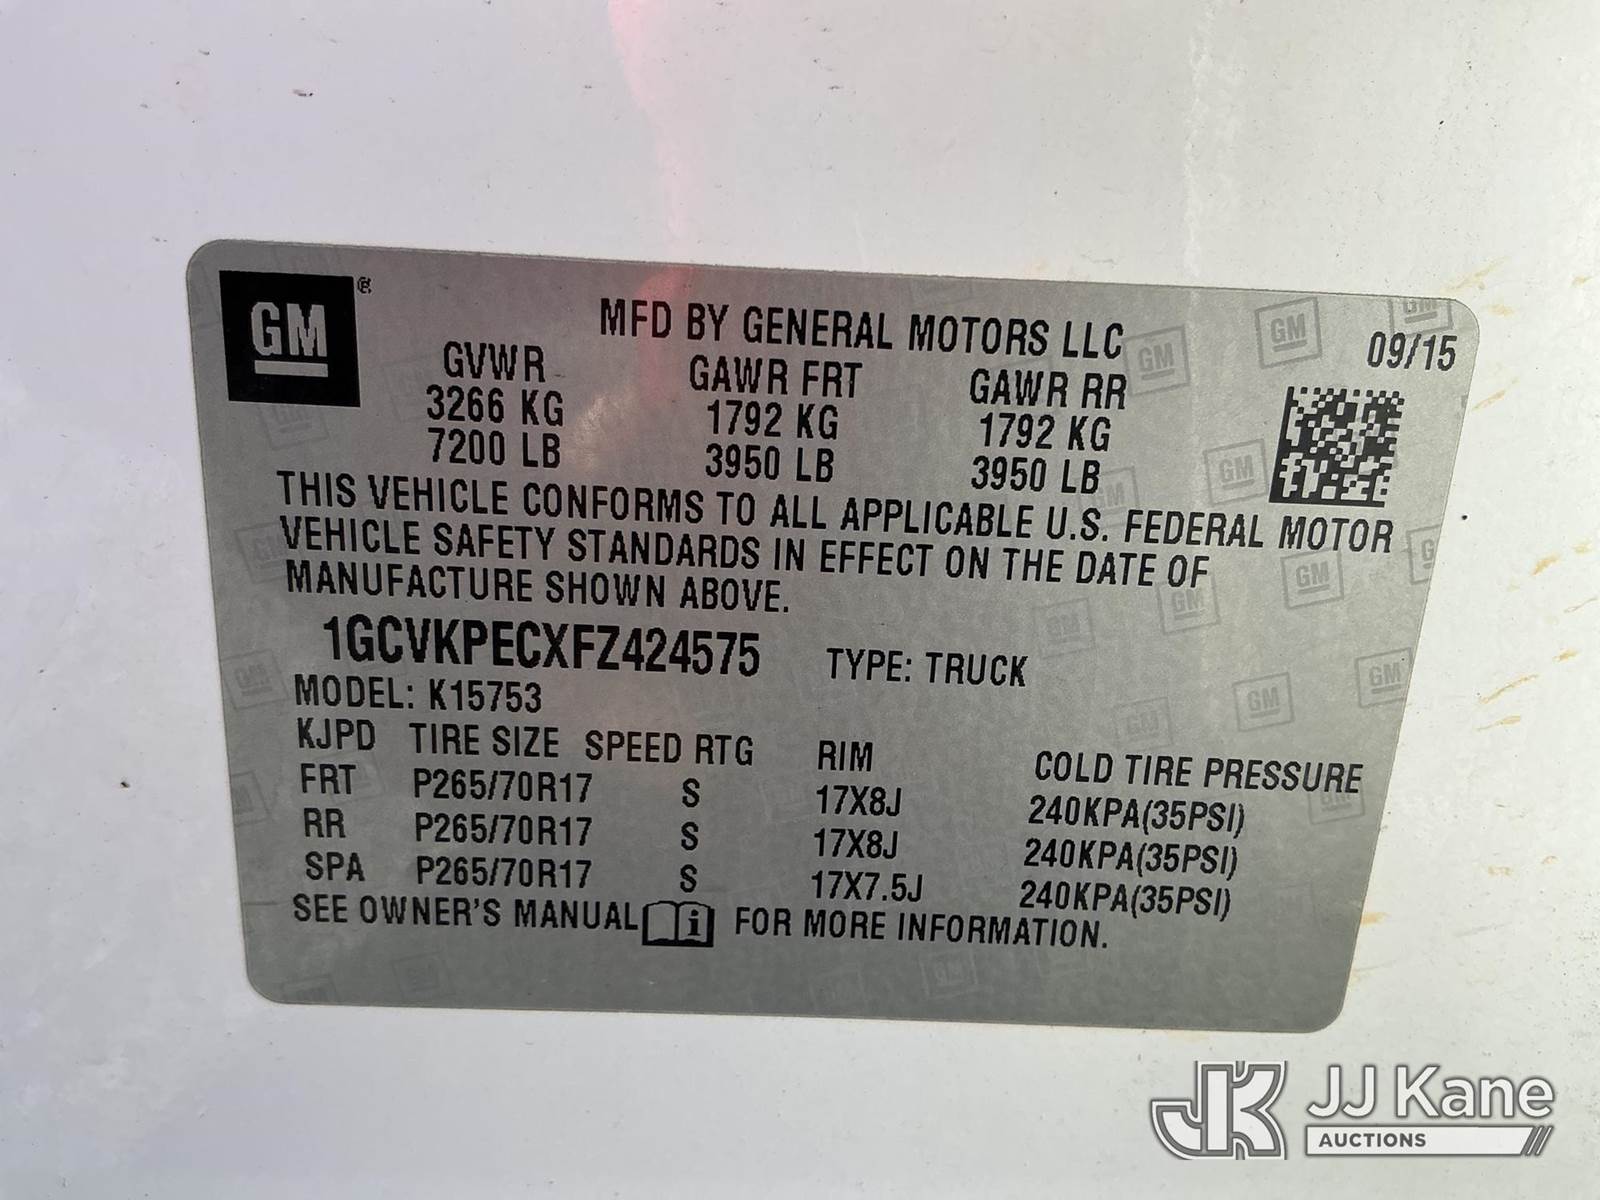 GM ®
MFD BY GENERAL MOTORS LLC
09/15
GVWR GAWR FRT GAWR RR
3266 KG 1792 KG 1792 KG
7200 LB 3950 LB 3950 LB
THIS VEHICLE CONFORMS TO ALL APPLICABLE U.S. FEDERAL MOTOR
VEHICLE SAFETY STANDARDS IN EFFECT ON THE DATE OF
MANUFACTURE SHOWN ABOVE.
1GCVKPECXFZ424575 TYPE: TRUCK
MODEL: K15753
KJPD TIRE SIZE SPEED RTG RIM COLD TIRE PRESSURE
FRT P265/70R17 S 17X8J 240KPA(35PSI)
RR P265/70R17 S 17X8J 240KPA(35PSI)
SPA P265/70R17 S 17X7.5J 240KPA(35PSI)
SEE OWNER'S MANUAL FOR MORE INFORMATION.
JK JJ Kane
AUCTIONS